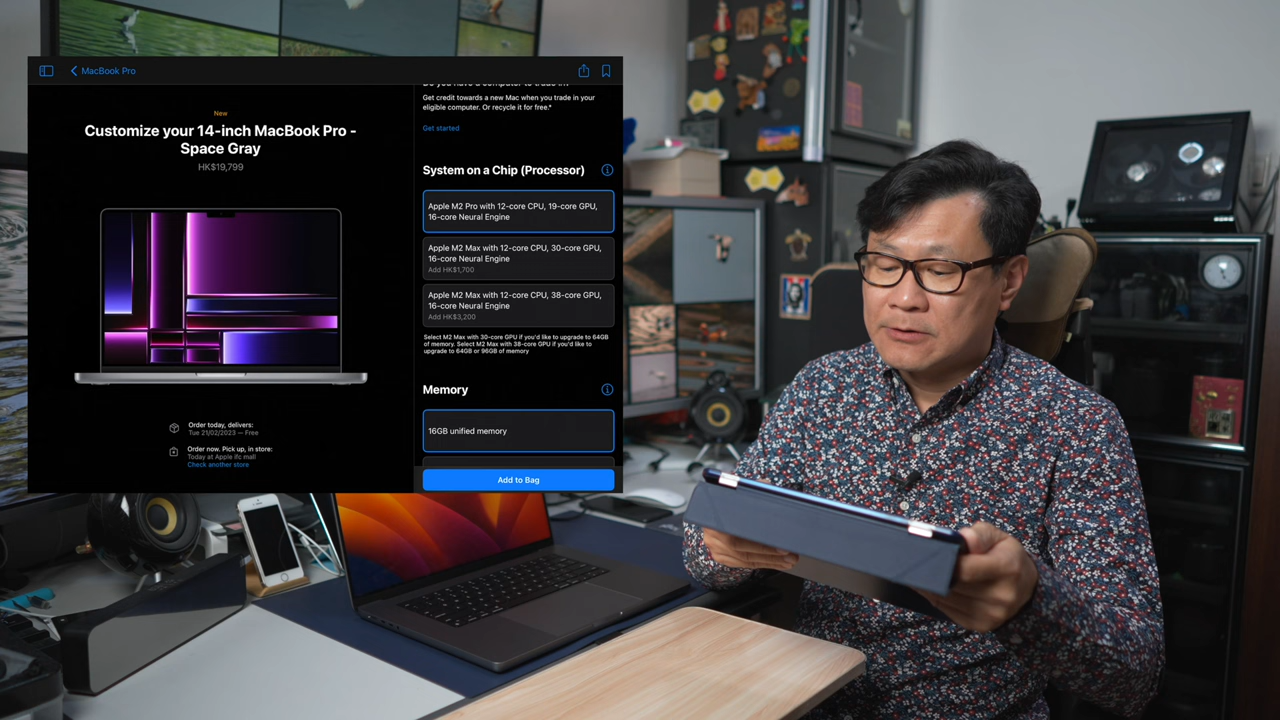 MacBook Pro
New
Customize your 14-inch MacBook Pro -
Space Gray
HK$19,799
Order today, delivers:
Tue 21/02/2023 — Free
Order now. Pick up, in store:
Today at Apple ifc mall
Check another store
Do you have a computer to trade in?
Get credit towards a new Mac when you trade in your
eligible computer. Or recycle it for free.*
Get started
System on a Chip (Processor)
Apple M2 Pro with 12-core CPU, 19-core GPU,
16-core Neural Engine
Apple M2 Max with 12-core CPU, 30-core GPU,
16-core Neural Engine
Add HK$1,700
Apple M2 Max with 12-core CPU, 38-core GPU,
16-core Neural Engine
Add HK$3,200
Select M2 Max with 30-core GPU if you'd like to upgrade to 64GB
of memory. Select M2 Max with 38-core GPU if you'd like to
upgrade to 64GB or 96GB of memory
Memory
16GB unified memory
Add to Bag